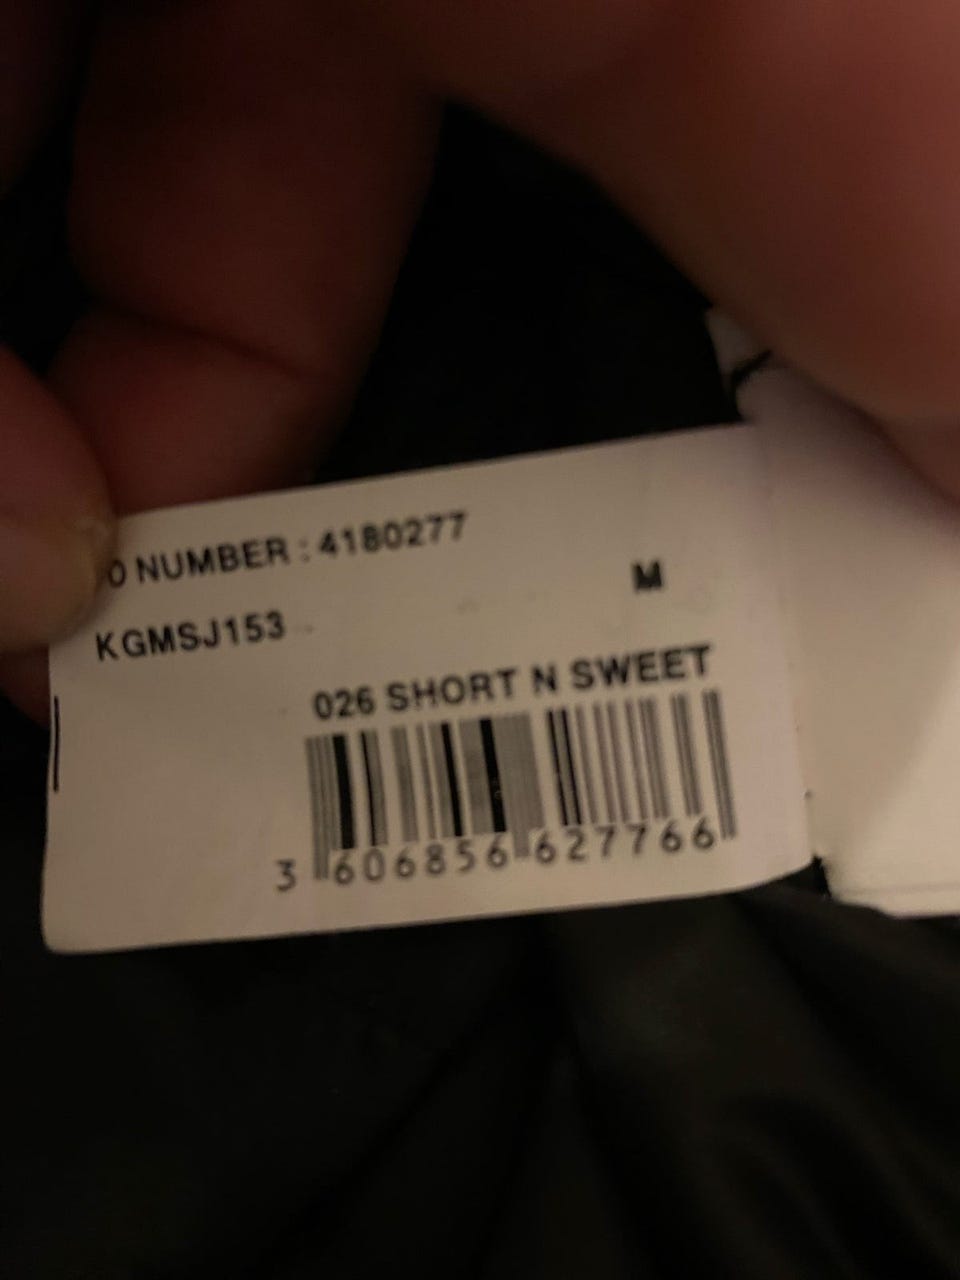 O NUMBER : 4180277
M
KGMSJ153
026 SHORT N SWEET
3 606856 627766